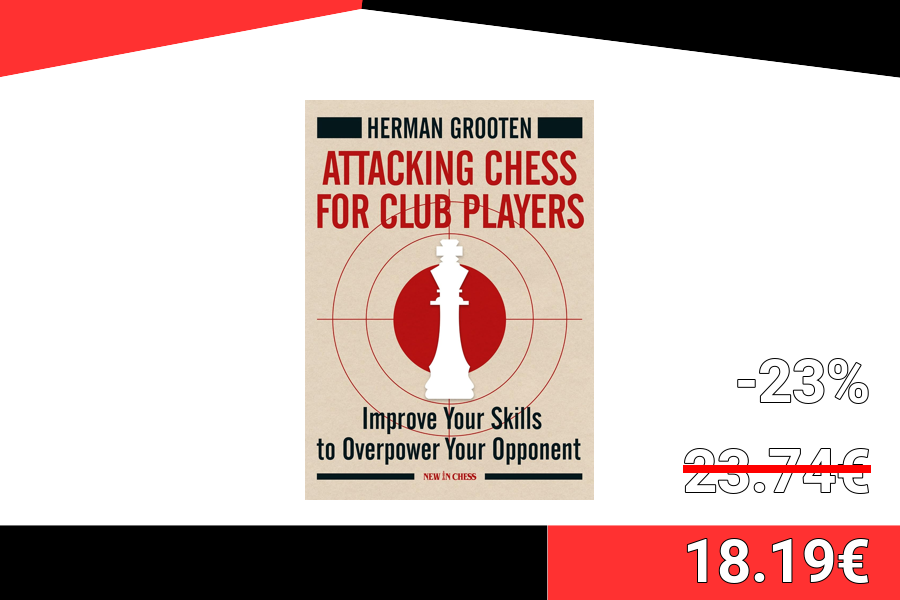 HERMAN GROOTEN
ATTACKING CHESS
FOR CLUB PLAYERS
Improve Your Skills
to Overpower Your Opponent
NEW IN CHESS
-23%
23.74€
18.19€